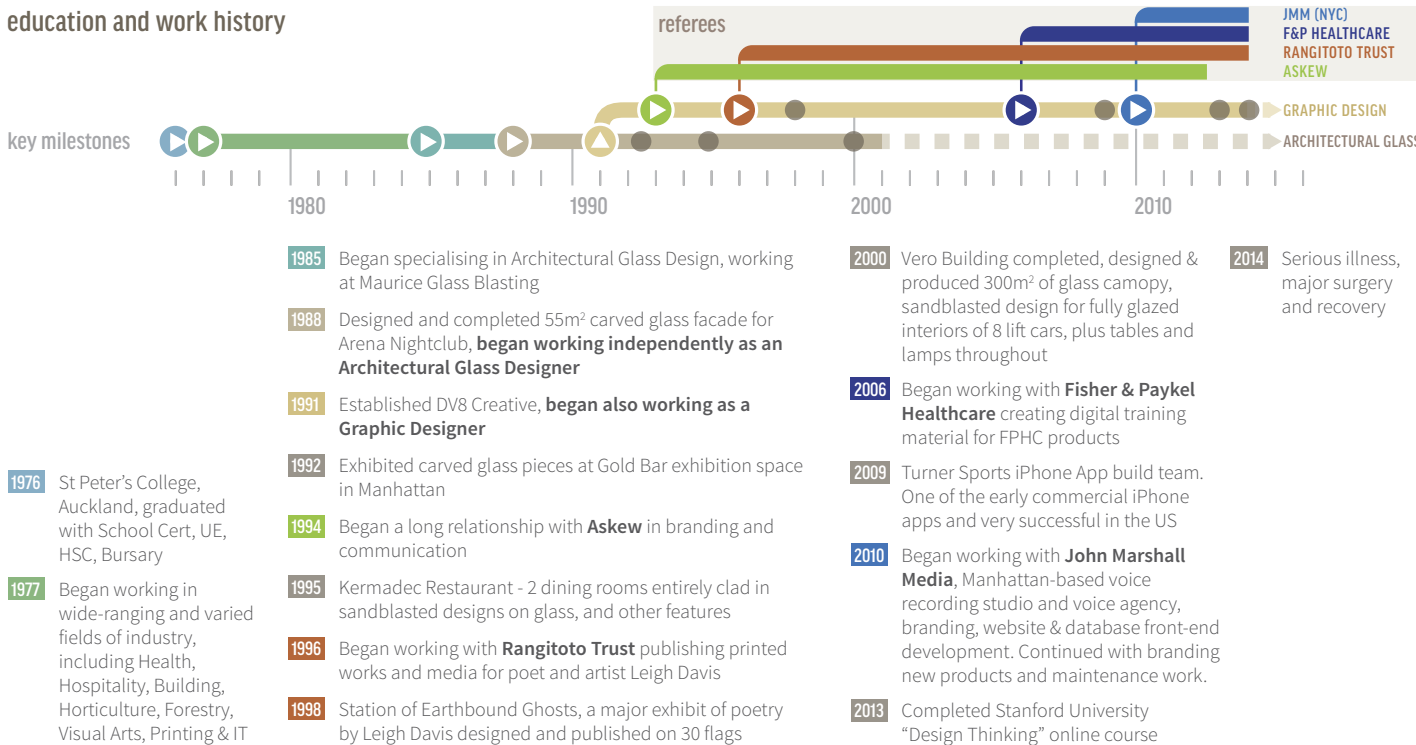 education and work history
referees
JMM (NYC)
F&P HEALTHCARE
RANGITOTO TRUST
ASKEW
GRAPHIC DESIGN
key milestones
ARCHITECTURAL GLASS
1980
1990
2000
2010
1976 St Peter’s College,
Auckland, graduated
with School Cert, UE,
HSC, Bursary
1977 Began working in
wide-ranging and varied
fields of industry,
including Health,
Hospitality, Building,
Horticulture, Forestry,
Visual Arts, Printing & IT
1985 Began specialising in Architectural Glass Design, working
at Maurice Glass Blasting
1988 Designed and completed 55m² carved glass facade for
Arena Nightclub, began working independently as an
Architectural Glass Designer
1991 Established DV8 Creative, began also working as a
Graphic Designer
1992 Exhibited carved glass pieces at Gold Bar exhibition space
in Manhattan
1994 Began a long relationship with Askew in branding and
communication
1995 Kermadec Restaurant - 2 dining rooms entirely clad in
sandblasted designs on glass, and other features
1996 Began working with Rangitoto Trust publishing printed
works and media for poet and artist Leigh Davis
1998 Station of Earthbound Ghosts, a major exhibit of poetry
by Leigh Davis designed and published on 30 flags
2000 Vero Building completed, designed &
produced 300m² of glass camopy,
sandblasted design for fully glazed
interiors of 8 lift cars, plus tables and
lamps throughout
2006 Began working with Fisher & Paykel
Healthcare creating digital training
material for FPHC products
2009 Turner Sports iPhone App build team.
One of the early commercial iPhone
apps and very successful in the US
2010 Began working with John Marshall
Media, Manhattan-based voice
recording studio and voice agency,
branding, website & database front-end
development. Continued with branding
new products and maintenance work.
2013 Completed Stanford University
“Design Thinking” online course
2014 Serious illness,
major surgery
and recovery